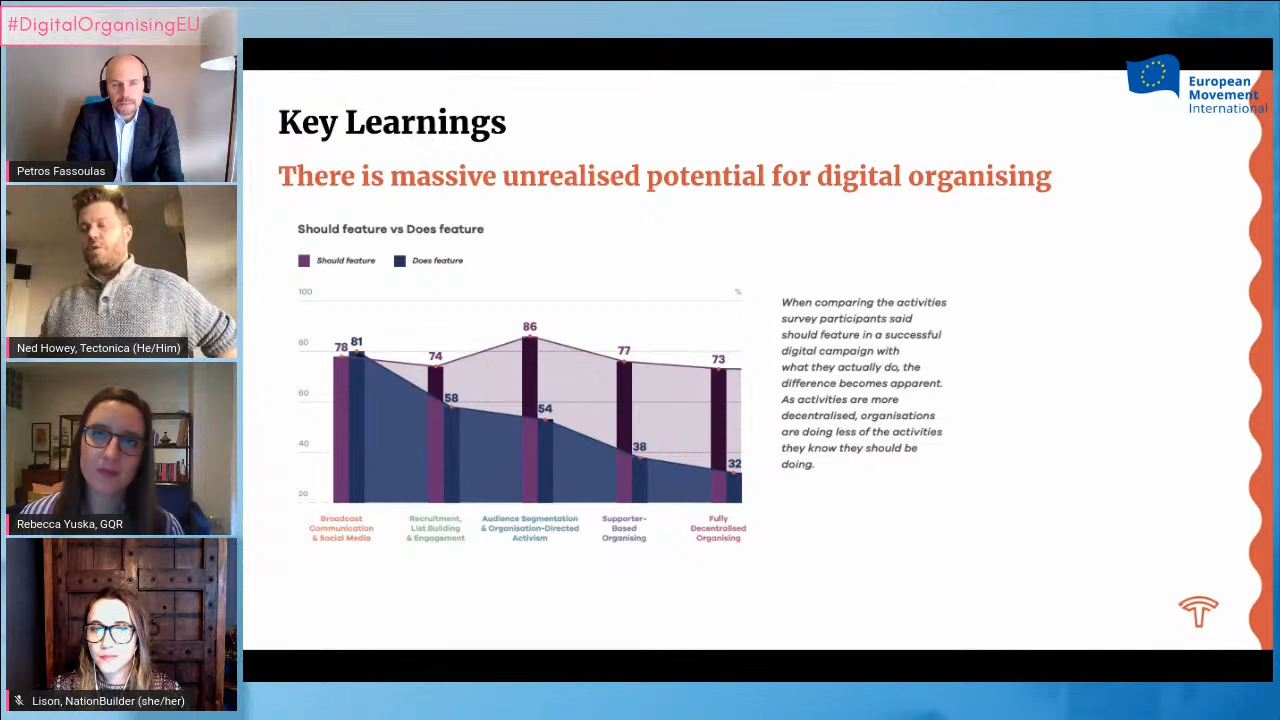 #DigitalOrganisingEU
Petros Fassoulas
Ned Howey, Tectonica (He/Him)
Rebecca Yuska, GQR
Lison, NationBuilder (she/her)
European
Movement
International
Key Learnings
There is massive unrealised potential for digital organising
Should feature vs Does feature
Should feature
Does feature
100
%
80
60
40
20
78
81
74
58
86
54
77
38
73
32
Broadcast
Communication
& Social Media
Recruitment,
List Building
& Engagement
Audience Segmentation
& Organisation-Directed
Activism
Supporter-
Based
Organising
Fully
Decentralised
Organising
When comparing the activities
survey participants said
should feature in a successful
digital campaign with
what they actually do, the
difference becomes apparent.
As activities are more
decentralised, organisations
are doing less of the activities
they know they should be
doing.